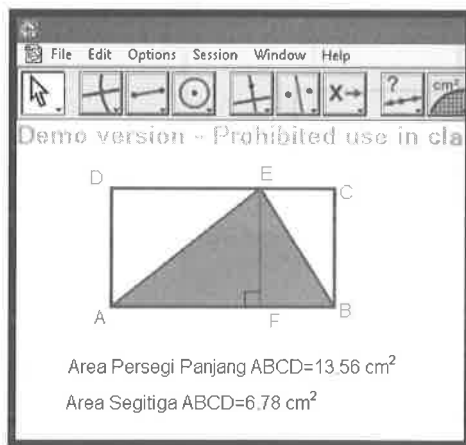 File Edit Options Session Window Help
? cm²
Demo version - Prohibited use in cla
D E C
A F B
Area Persegi Panjang ABCD=13.56 cm²
Area Segitiga ABCD=6.78 cm²